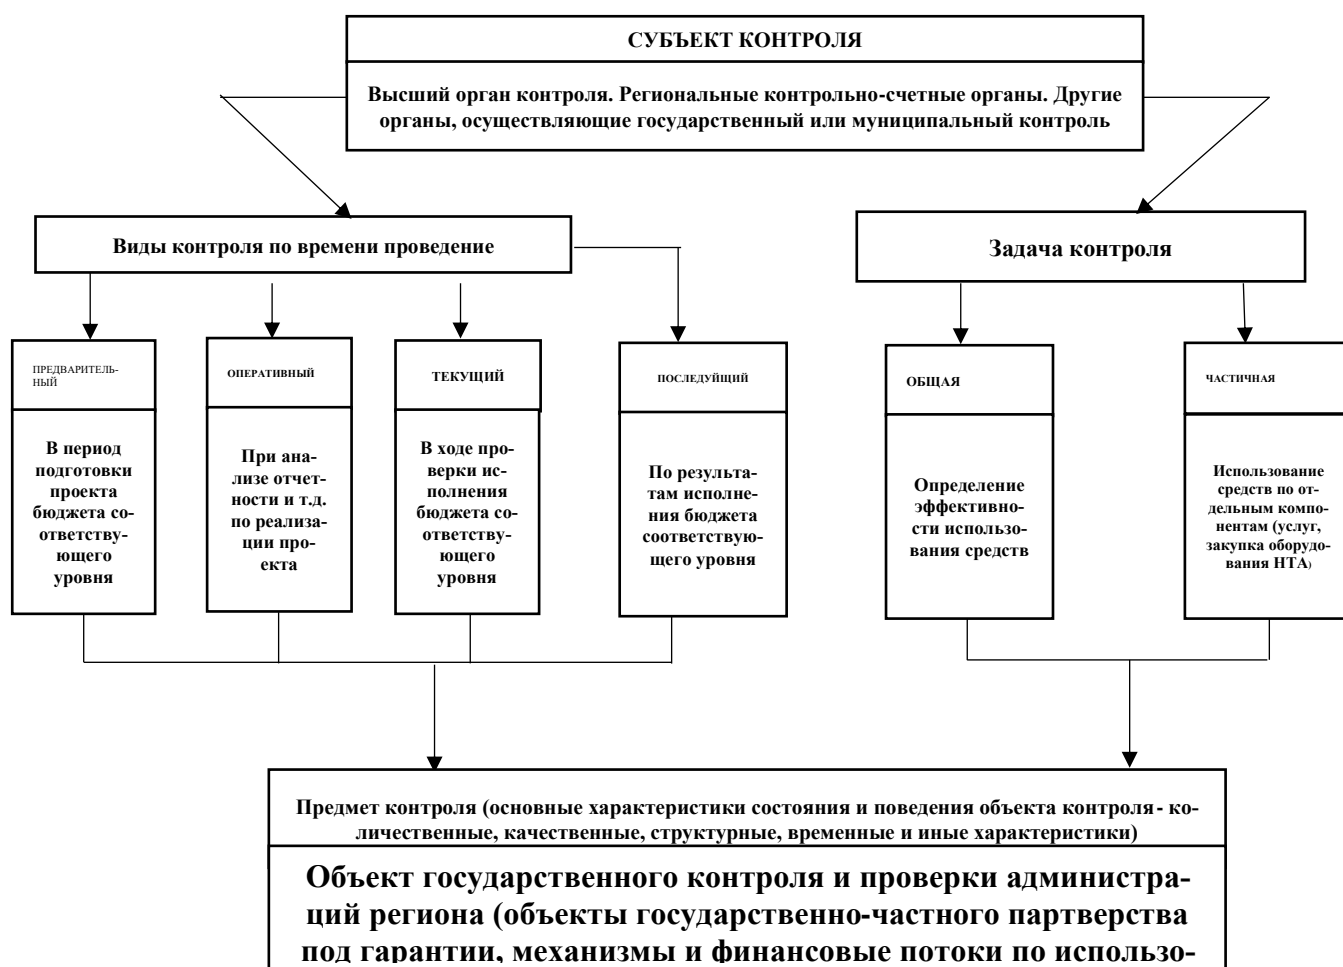 СУБЪЕКТ КОНТРОЛЯ
Высший орган контроля. Региональные контрольно-счетные органы. Другие
органы, осуществляющие государственный или муниципальный контроль
Виды контроля по времени проведение
Задача контроля
ПРЕДВАРИТЕЛЬ-
НЫЙ
В период
подготовки
проекта
бюджета со-
ответству-
ющего
уровня
ОПЕРАТИВНЫЙ
При ана-
лизе отчет-
ности и т.д.
по реализа-
ции про-
екта
ТЕКУЩИЙ
В ходе про-
верки ис-
полнения
бюджета со-
ответству-
ющего
уровня
ПОСЛЕДУЙЩИЙ
По результа-
там исполне-
ния бюджета
соответствую-
щего уровня
ОБЩАЯ
Определение
эффективно-
сти использо-
вания средств
ЧАСТИЧНАЯ
Использование
средств по от-
дельным компо-
нентам (услуг,
закупка оборудо-
вания НТА)
Предмет контроля (основные характеристики состояния и поведения объекта контроля - ко-
личественные, качественные, структурные, временные и иные характеристики)
Объект государственного контроля и проверки администра-
ций региона (объекты государственно-частного партверства
под гарантии, механизмы и финансовые потоки по использо-